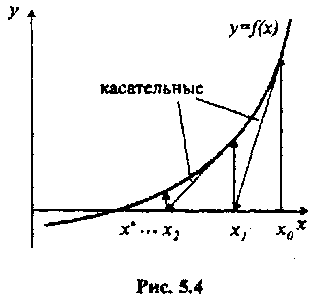 y
y=f(x)
касательные
x* ... x₂ x₁ x₀ x
Рис. 5.4